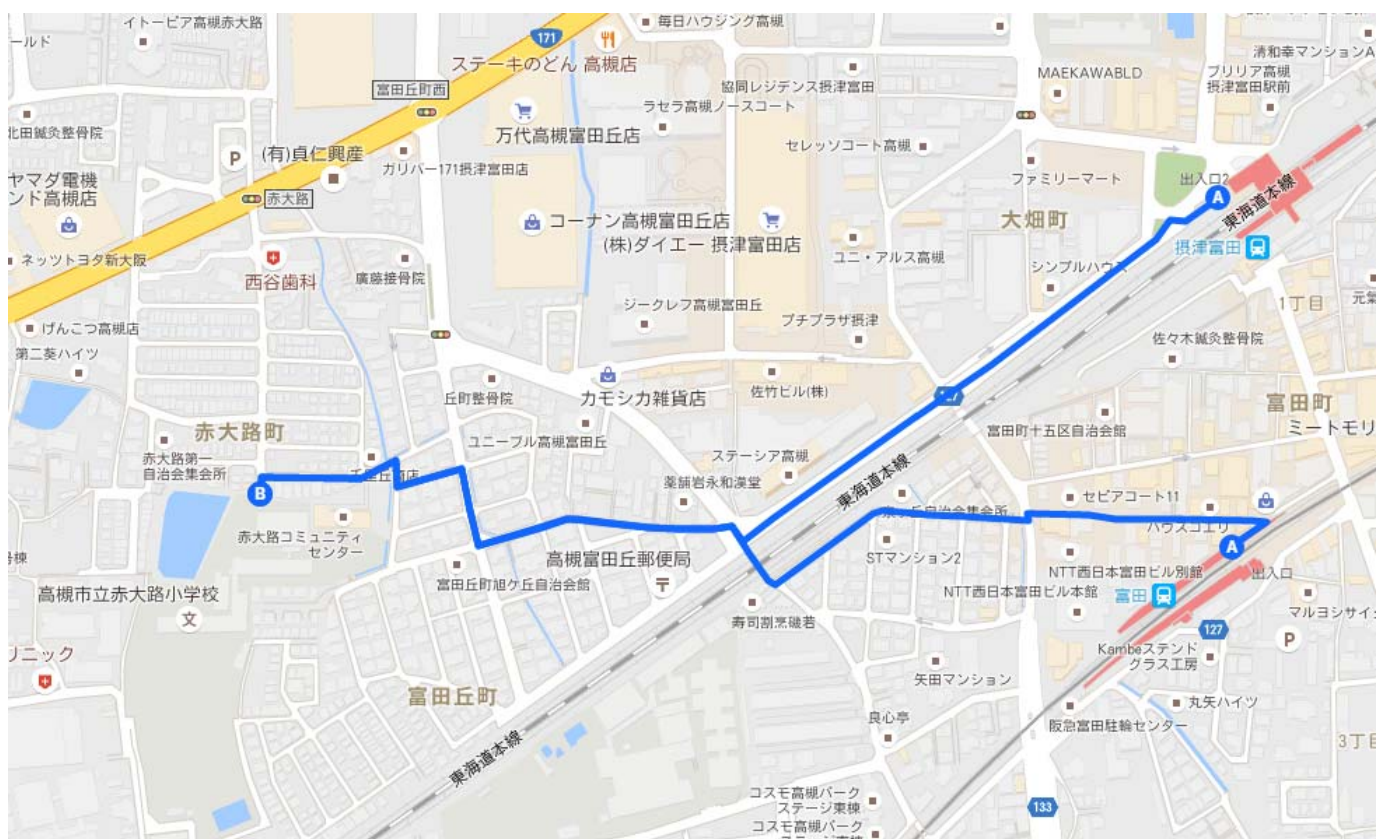 イトーピア高槻赤大路
171
ステーキのどん 高槻店
毎日ハウジング高槻
清和幸マンションA
ールド
富田丘町西
協同レジデンス摂津富田
MAEKAWABLD
ブリリア高槻
摂津富田駅前
万代高槻富田丘店
ラセラ高槻ノースコート
北田鍼灸整骨院
P
(有)貞仁興産
ガリバー171摂津富田店
セレッソコート高槻
ファミリーマート
出入口2
A
東海道本線
ヤマダ電機
ンド高槻店
赤大路
コーナン高槻富田丘店
(株)ダイエー 摂津富田店
大畑町
摂津富田
ネッツトヨタ新大阪
西谷歯科
廣藤接骨院
ユニ・アルス高槻
シンプルハウス
げんこつ高槻店
ジークレフ高槻富田丘
プチプラザ摂津
1丁目
第二葵ハイツ
佐々木鍼灸整骨院
丘町整骨院
カモシカ雑貨店
佐竹ビル(株)
富田町
赤大路町
ユニーブル高槻富田丘
富田町十五区自治会館
ミートモリ
赤大路第一
自治会集会所
ステーシア高槻
東海道本線
薬舗岩永和漢堂
セピアコート11
B
赤大路コミュニティ
センター
ハウスコエリ
A
高槻富田丘郵便局
STマンション2
NTT西日本富田ビル別館
出入口
富田丘町旭ケ丘自治会館
NTT西日本富田ビル本館
富田
高槻市立赤大路小学校
文
寿司割烹磯若
マルヨシサイク
127
P
リニック
Kambeステンド
グラス工房
富田丘町
矢田マンション
丸矢ハイツ
良心亭
阪急富田駐輪センター
東海道本線
3丁目
コスモ高槻パーク
ステージ東棟
133
コスモ高槻パーク